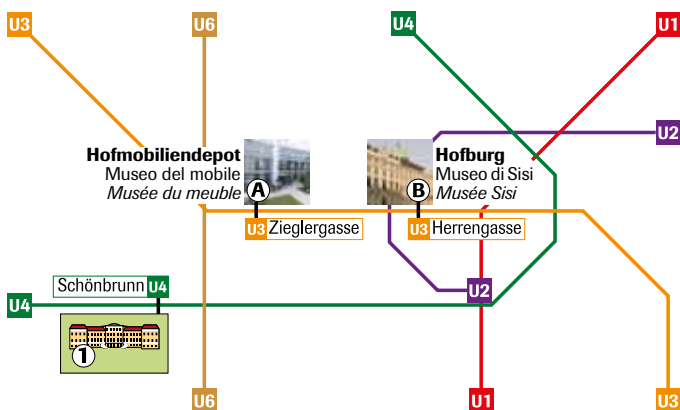 U3
U6
U4
U1
U2
Hofmobiliendepot
Museo del mobile
Musée du meuble
A
B
Hofburg
Museo di Sisi
Musée Sisi
U3 Zieglergasse
U3 Herrengasse
Schönbrunn U4
U2
U4
1
U6
U1
U3